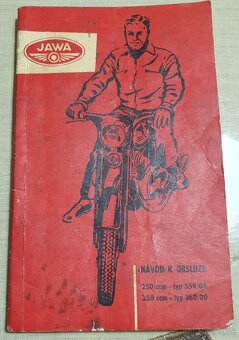 JAWA
NÁVOD K OBSLUZE
250 ccm - typ 559/04
350 ccm - typ 360/00